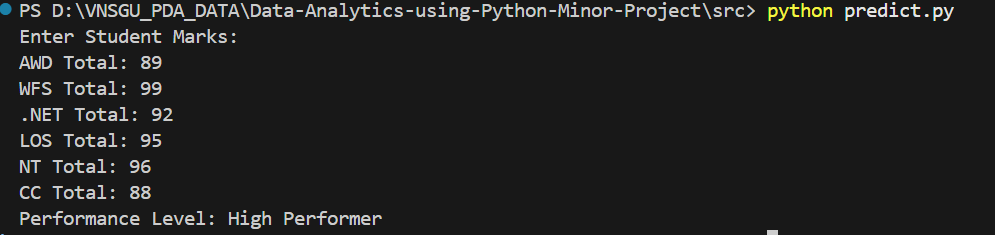 PS D:\VNSGU_PDA_DATA\Data-Analytics-using-Python-Minor-Project\src> python predict.py
Enter Student Marks:
AWD Total: 89
WFS Total: 99
.NET Total: 92
LOS Total: 95
NT Total: 96
CC Total: 88
Performance Level: High Performer